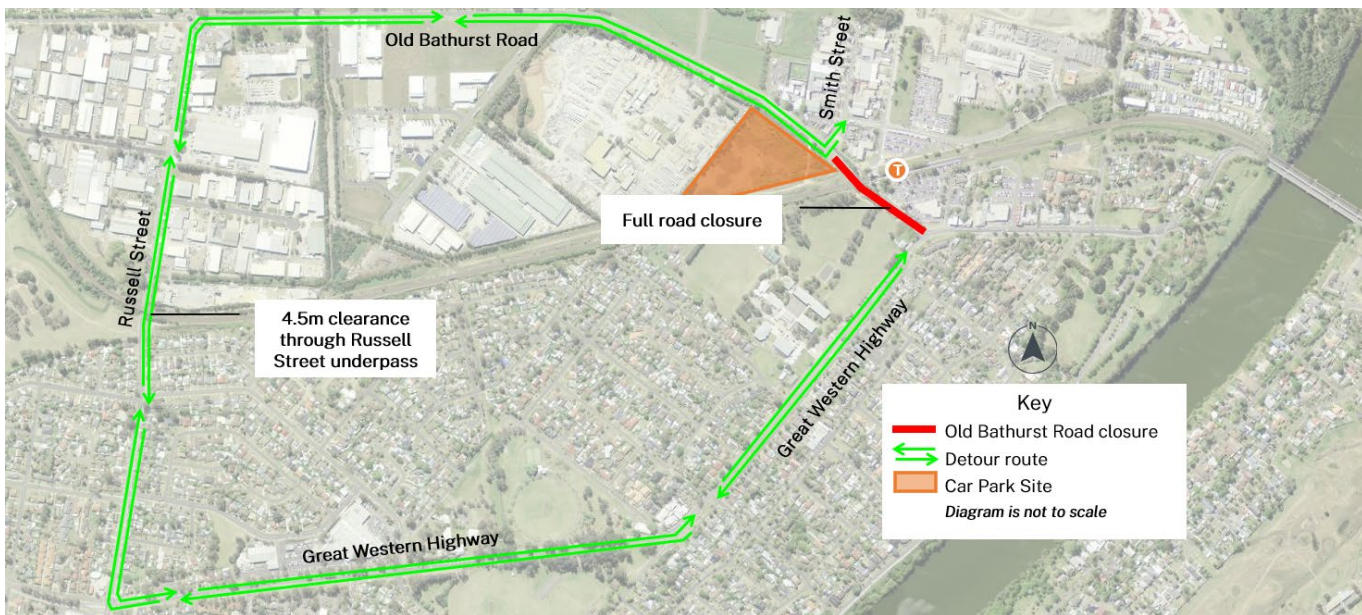 Old Bathurst Road
Smith Street
T
Full road closure
Russell Street
4.5m clearance
through Russell
Street underpass
Great Western Highway
N
Key
Old Bathurst Road closure
Detour route
Car Park Site
Diagram is not to scale
Great Western Highway